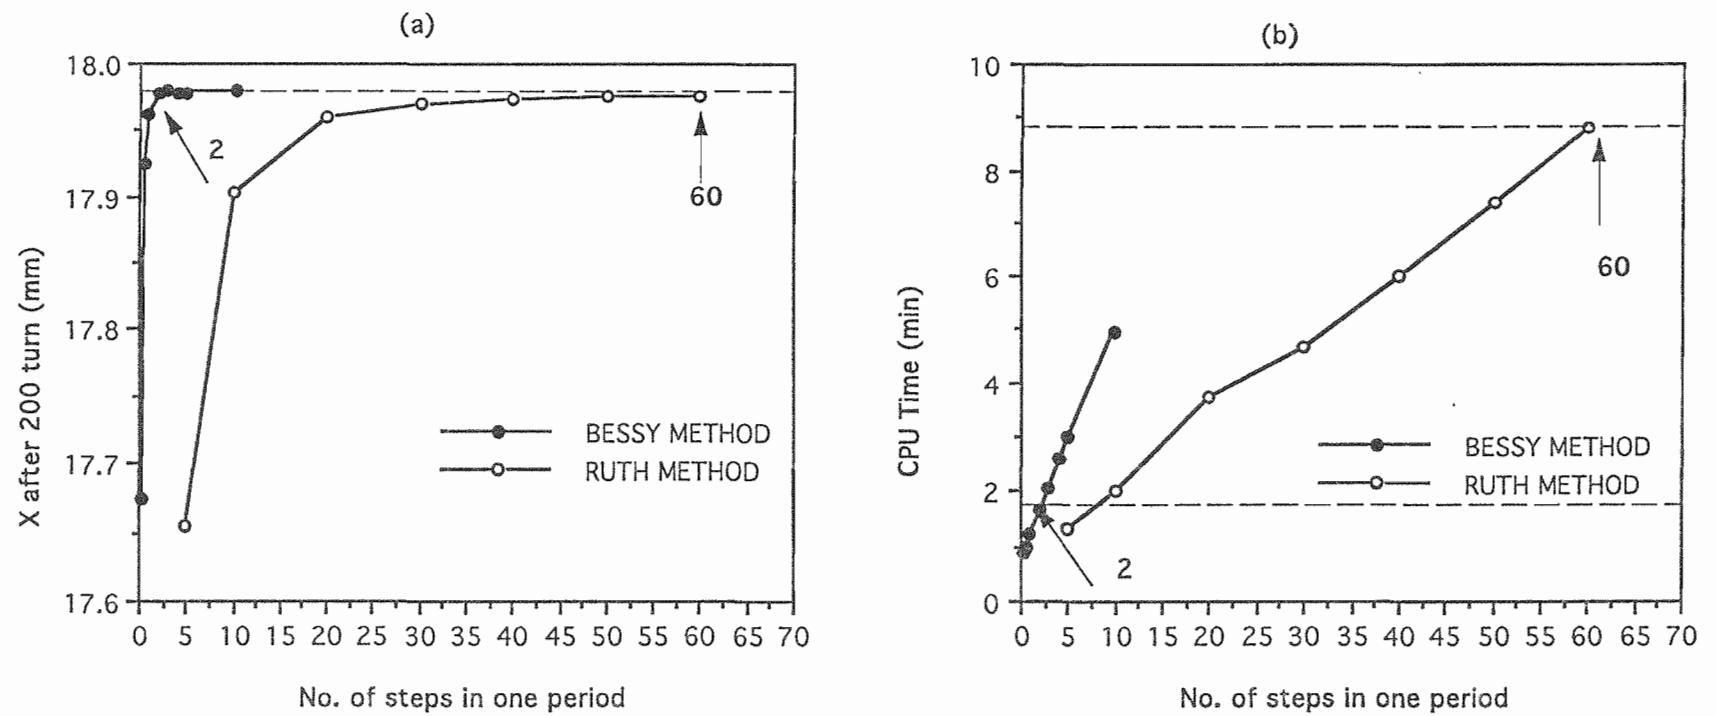 (a)
18.0
17.9
17.8
17.7
17.6
X after 200 turn (mm)
2
60
BESSY METHOD
RUTH METHOD
0 5 10 15 20 25 30 35 40 45 50 55 60 65 70
No. of steps in one period
(b)
10
8
6
4
2
0
CPU Time (min)
60
BESSY METHOD
RUTH METHOD
2
0 5 10 15 20 25 30 35 40 45 50 55 60 65 70
No. of steps in one period